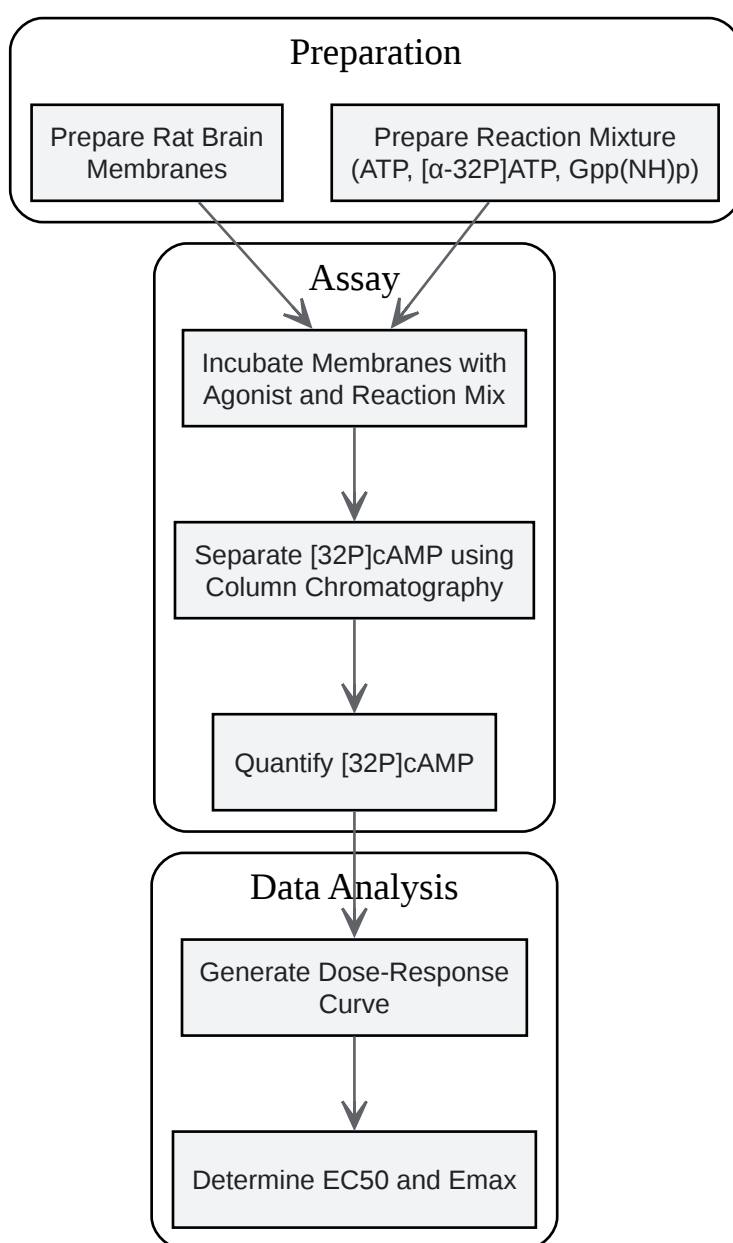 Preparation
Prepare Rat Brain
Membranes
Prepare Reaction Mixture
(ATP, [α-32P]ATP, Gpp(NH)p)
Assay
Incubate Membranes with
Agonist and Reaction Mix
Separate [32P]cAMP using
Column Chromatography
Quantify [32P]cAMP
Data Analysis
Generate Dose-Response
Curve
Determine EC50 and Emax